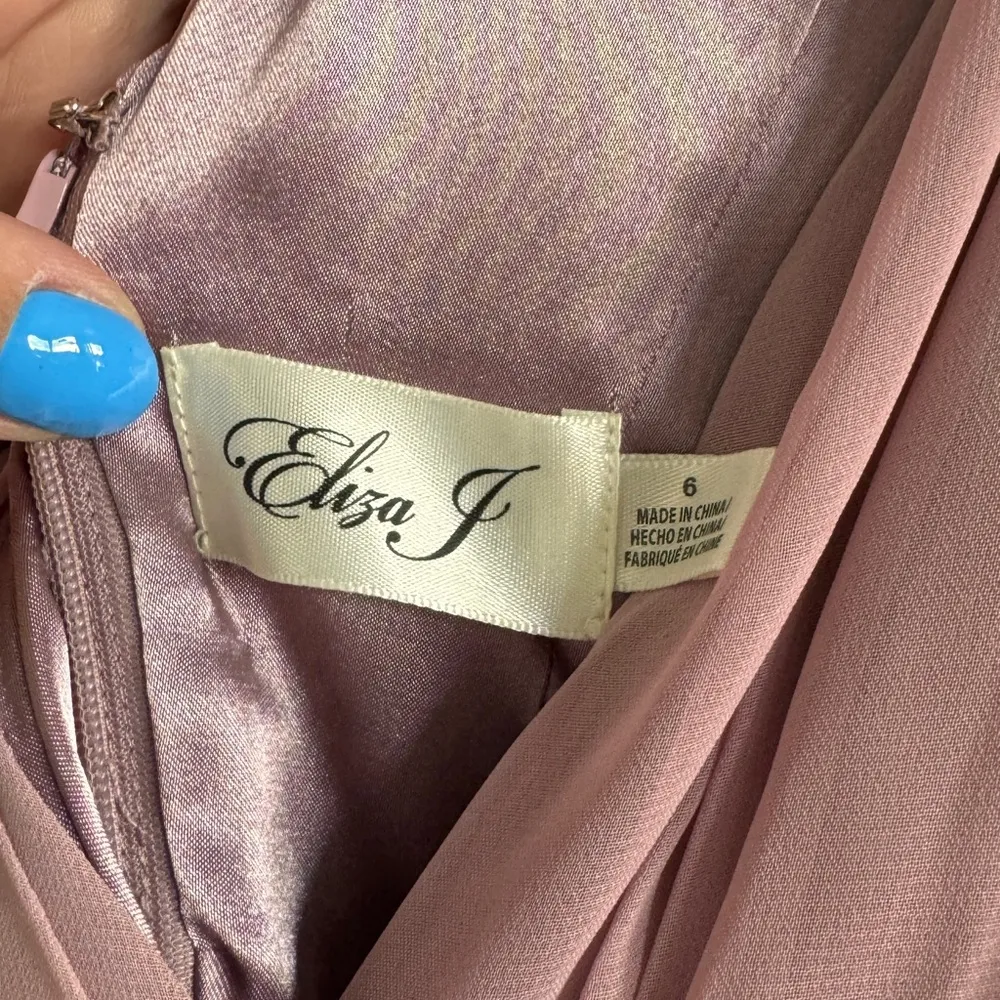 Eliza J
6
MADE IN CHINA/
HECHO EN CHINA/
FABRIQUÉ EN CHINE